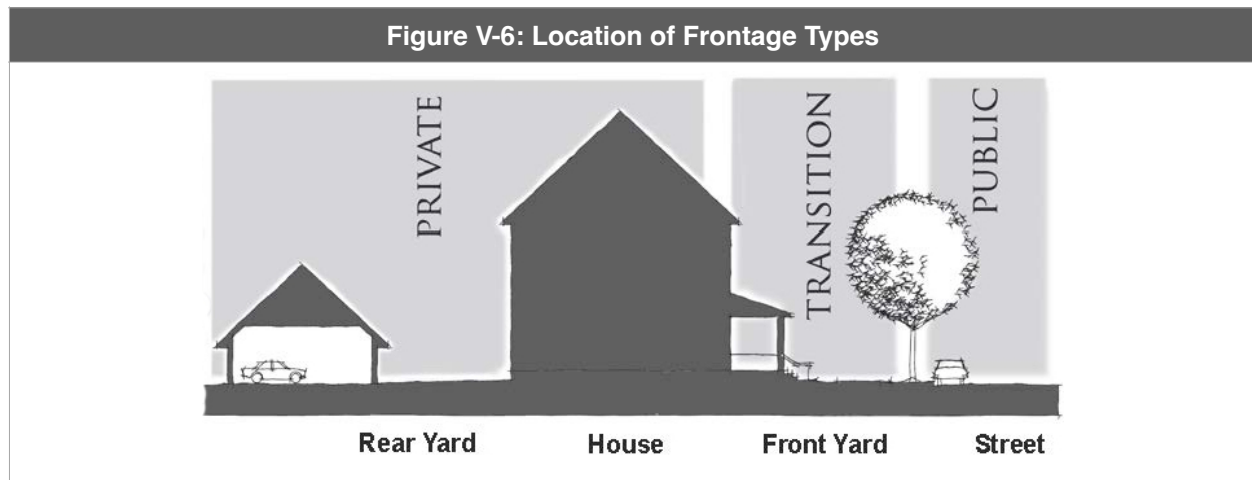 Figure V-6: Location of Frontage Types
PRIVATE
TRANSITION
PUBLIC
Rear Yard House Front Yard Street